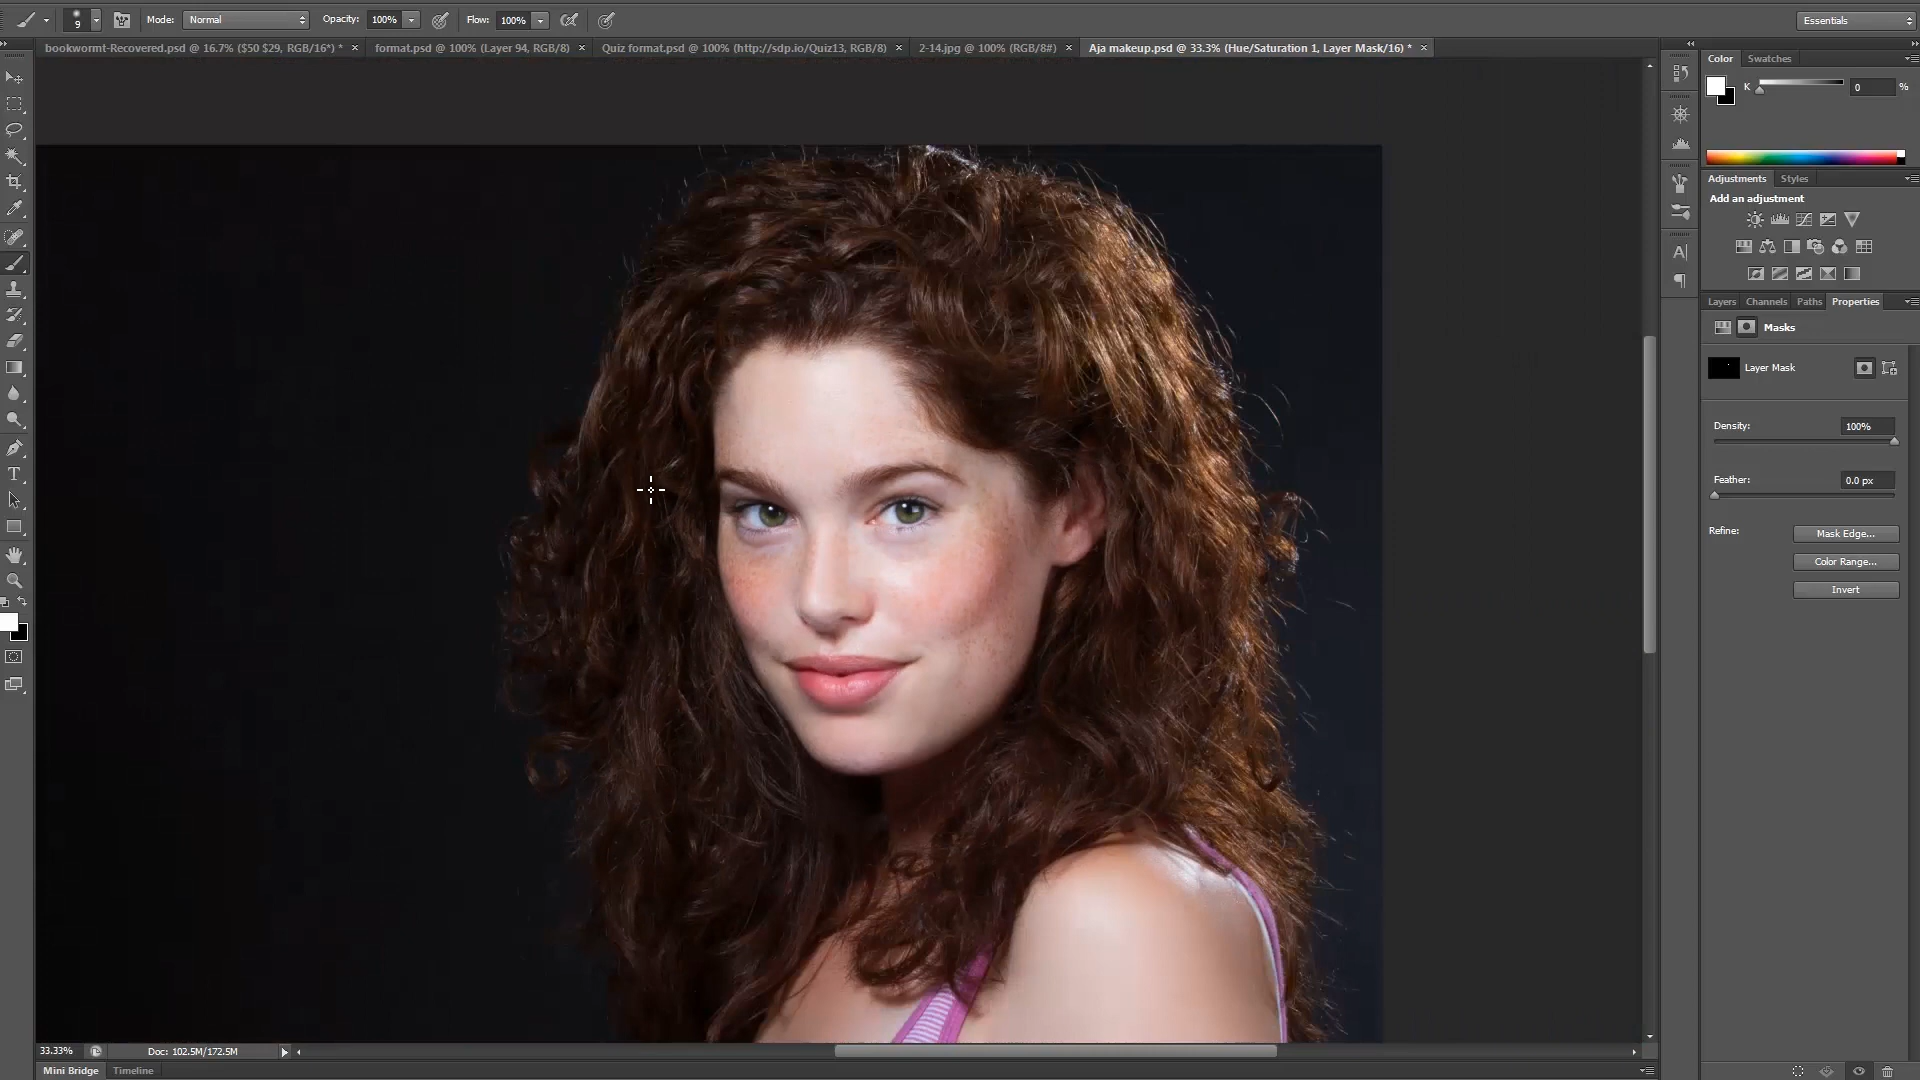 9 Mode: Normal Opacity: 100% Flow: 100% Essentials
bookwormt-Recovered.psd @ 16.7% ($50 $29, RGB/16*) * × format.psd @ 100% (Layer 94, RGB/8) × Quiz format.psd @ 100% (http://sdp.io/Quiz13, RGB/8) × 2-14.jpg @ 100% (RGB/8#) × Aja makeup.psd @ 33.3% (Hue/Saturation 1, Layer Mask/16) * ×
Color Swatches
K 0 %
Adjustments Styles
Add an adjustment
Layers Channels Paths Properties
Masks
Layer Mask
Density: 100%
Feather: 0.0 px
Refine: Mask Edge...
Color Range...
Invert
33.33% Doc: 102.5M/172.5M
Mini Bridge Timeline